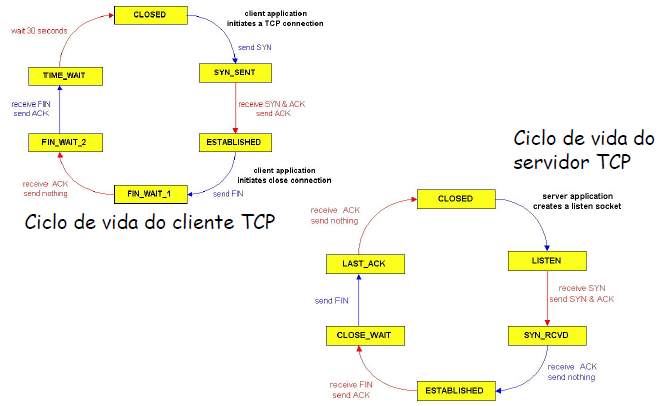 CLOSED
client application
initiates a TCP connection
send SYN
SYN_SENT
receive SYN & ACK
send ACK
ESTABLISHED
client application
initiates close connection
send FIN
FIN_WAIT_1
receive ACK
send nothing
FIN_WAIT_2
receive FIIN
send ACK
TIME_WAIT
wait 30 seconds
Ciclo de vida do cliente TCP
Ciclo de vida do
servidor TCP
CLOSED
server application
creates a listen socket
LISTEN
receive SYN
send SYN & ACK
SYN_RCVD
receive ACK
send nothing
ESTABLISHED
receive FIN
send ACK
CLOSE_WAIT
send FIN
LAST_ACK
receive ACK
send nothing